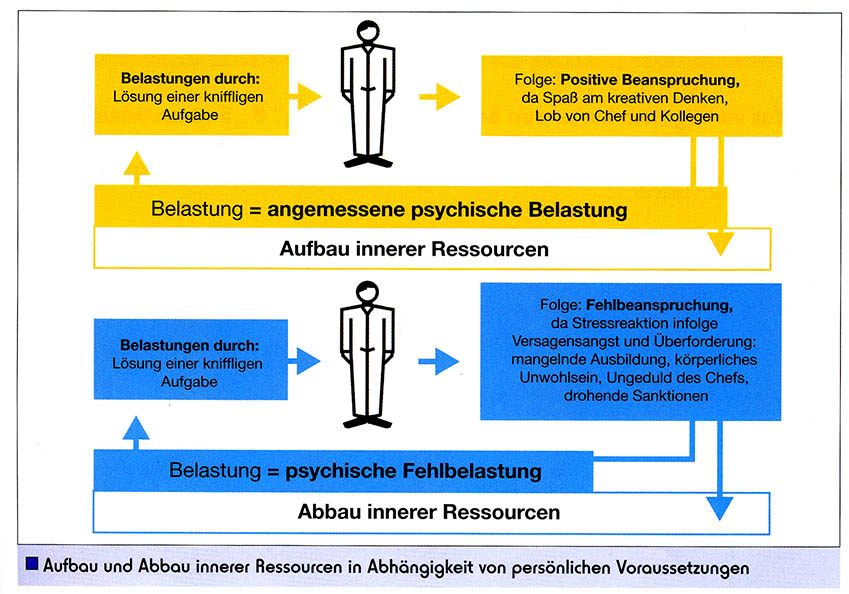 Belastungen durch:
Lösung einer kniffligen
Aufgabe
Folge: Positive Beanspruchung,
da Spaß am kreativen Denken,
Lob von Chef und Kollegen
Belastung = angemessene psychische Belastung
Aufbau innerer Ressourcen
Belastungen durch:
Lösung einer kniffligen
Aufgabe
Folge: Fehlbeanspruchung,
da Stressreaktion infolge
Versagensangst und Überforderung:
mangelnde Ausbildung, körperliches
Unwohlsein, Ungeduld des Chefs,
drohende Sanktionen
Belastung = psychische Fehlbelastung
Abbau innerer Ressourcen
Aufbau und Abbau innerer Ressourcen in Abhängigkeit von persönlichen Voraussetzungen